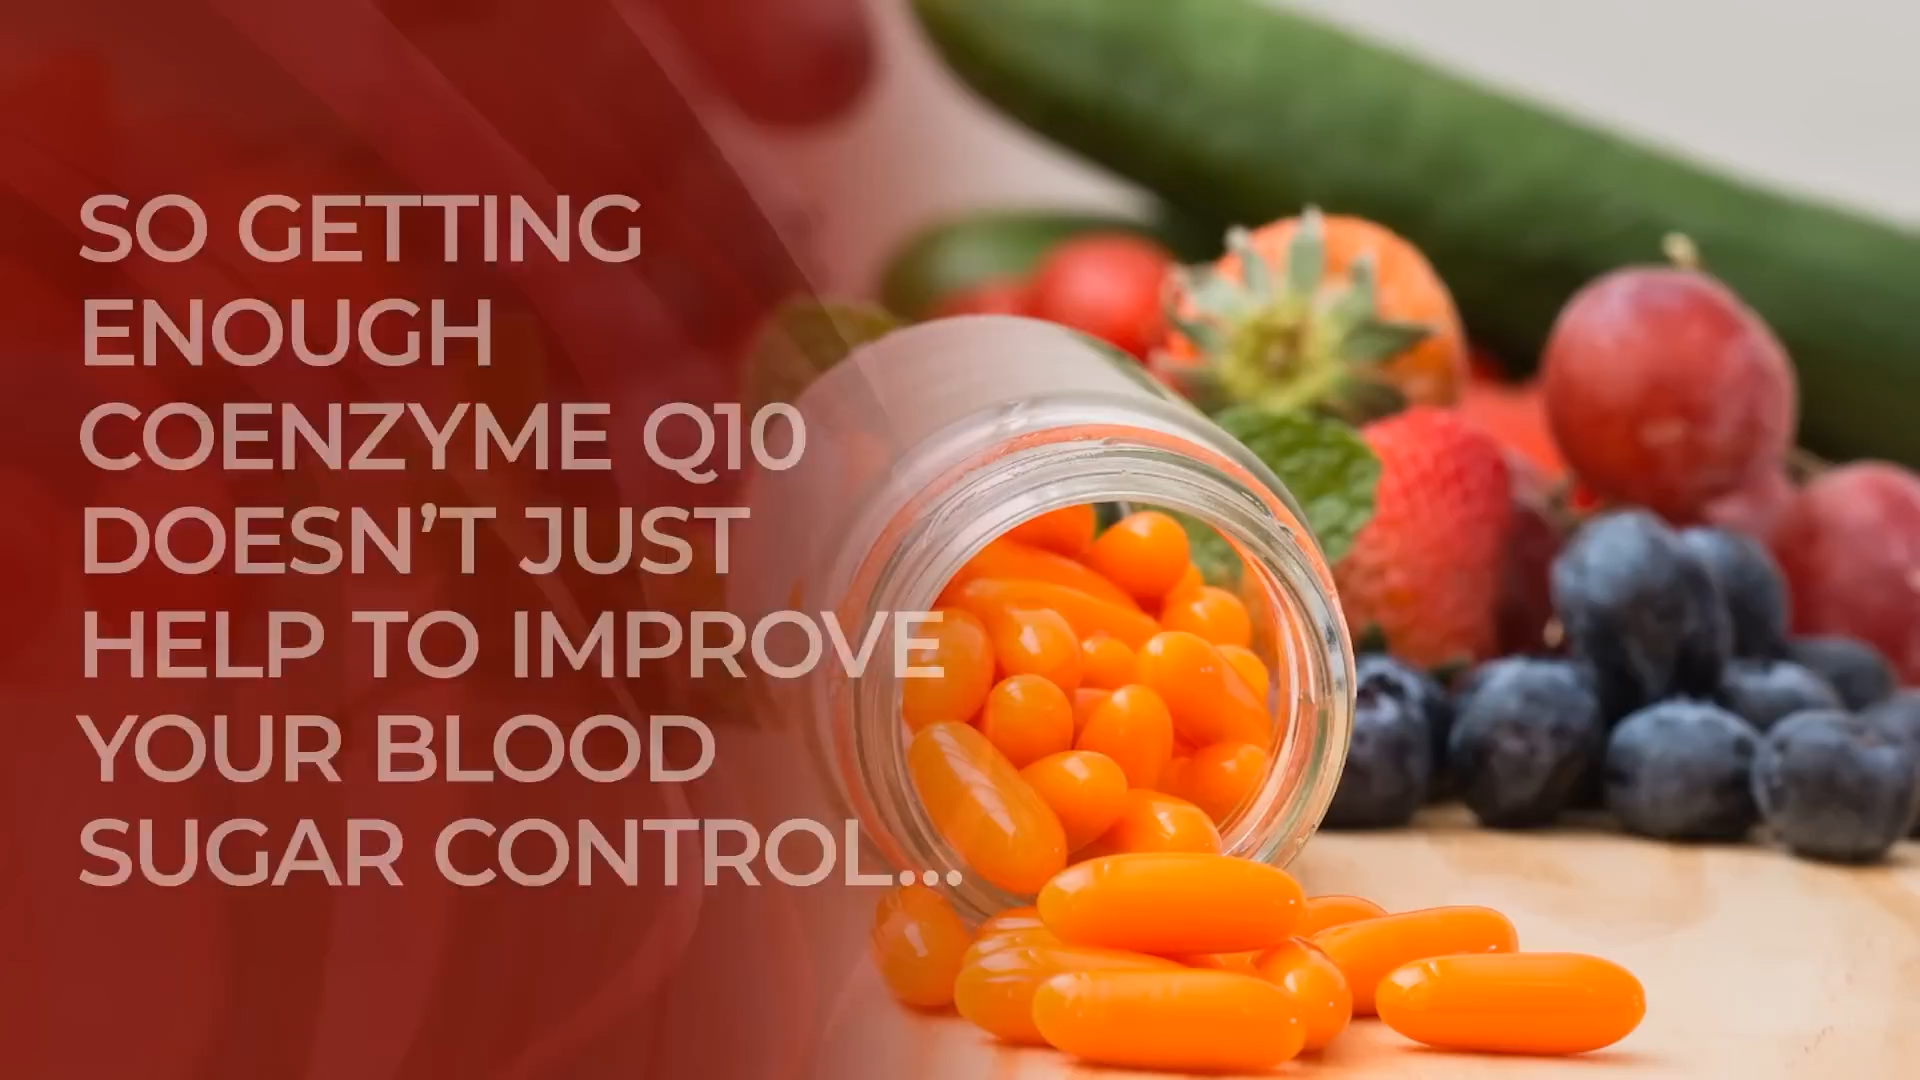 SO GETTING
ENOUGH
COENZYME Q10
DOESN’T JUST
HELP TO IMPROVE
YOUR BLOOD
SUGAR CONTROL...